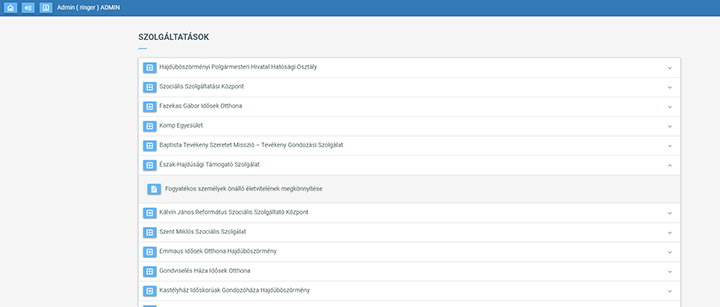 Admin ( ringer ) ADMIN
SZOLGÁLTATÁSOK
Hajdúböszörményi Polgármesteri Hivatal Hatósági Osztály
Szociális Szolgáltatási Központ
Fazekas Gábor Idősek Otthona
Komp Egyesület
Baptista Tevékeny Szeretet Misszió – Tevékeny Gondozási Szolgálat
Észak-Hajdúsági Támogató Szolgálat
Fogyatékos személyek önálló életvitelének megkönnyítése
Kálvin János Református Szociális Szolgáltató Központ
Szent Miklós Szociális Szolgálat
Emmaus Idősek Otthona Hajdúböszörmény
Gondviselés Háza Idősek Otthona
Kastélyház Időskorúak Gondozóháza Hajdúböszörmény